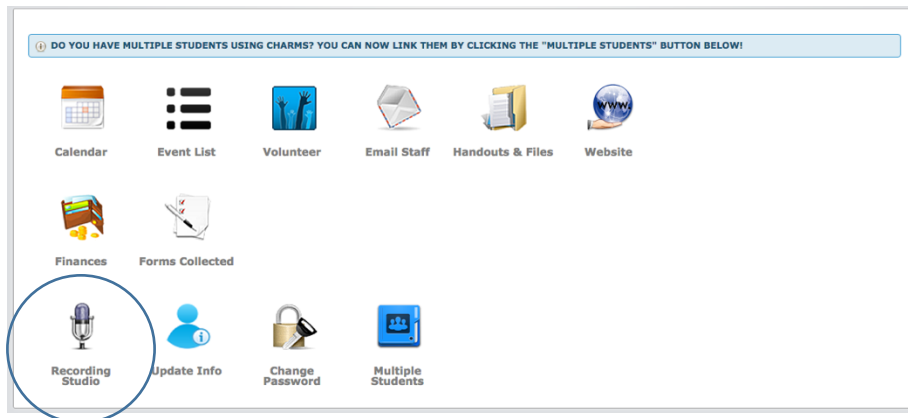 DO YOU HAVE MULTIPLE STUDENTS USING CHARMS? YOU CAN NOW LINK THEM BY CLICKING THE "MULTIPLE STUDENTS" BUTTON BELOW!
www.
Calendar Event List Volunteer Email Staff Handouts & Files Website
Finances Forms Collected
Recording Update Info Change Multiple
Studio Password Students